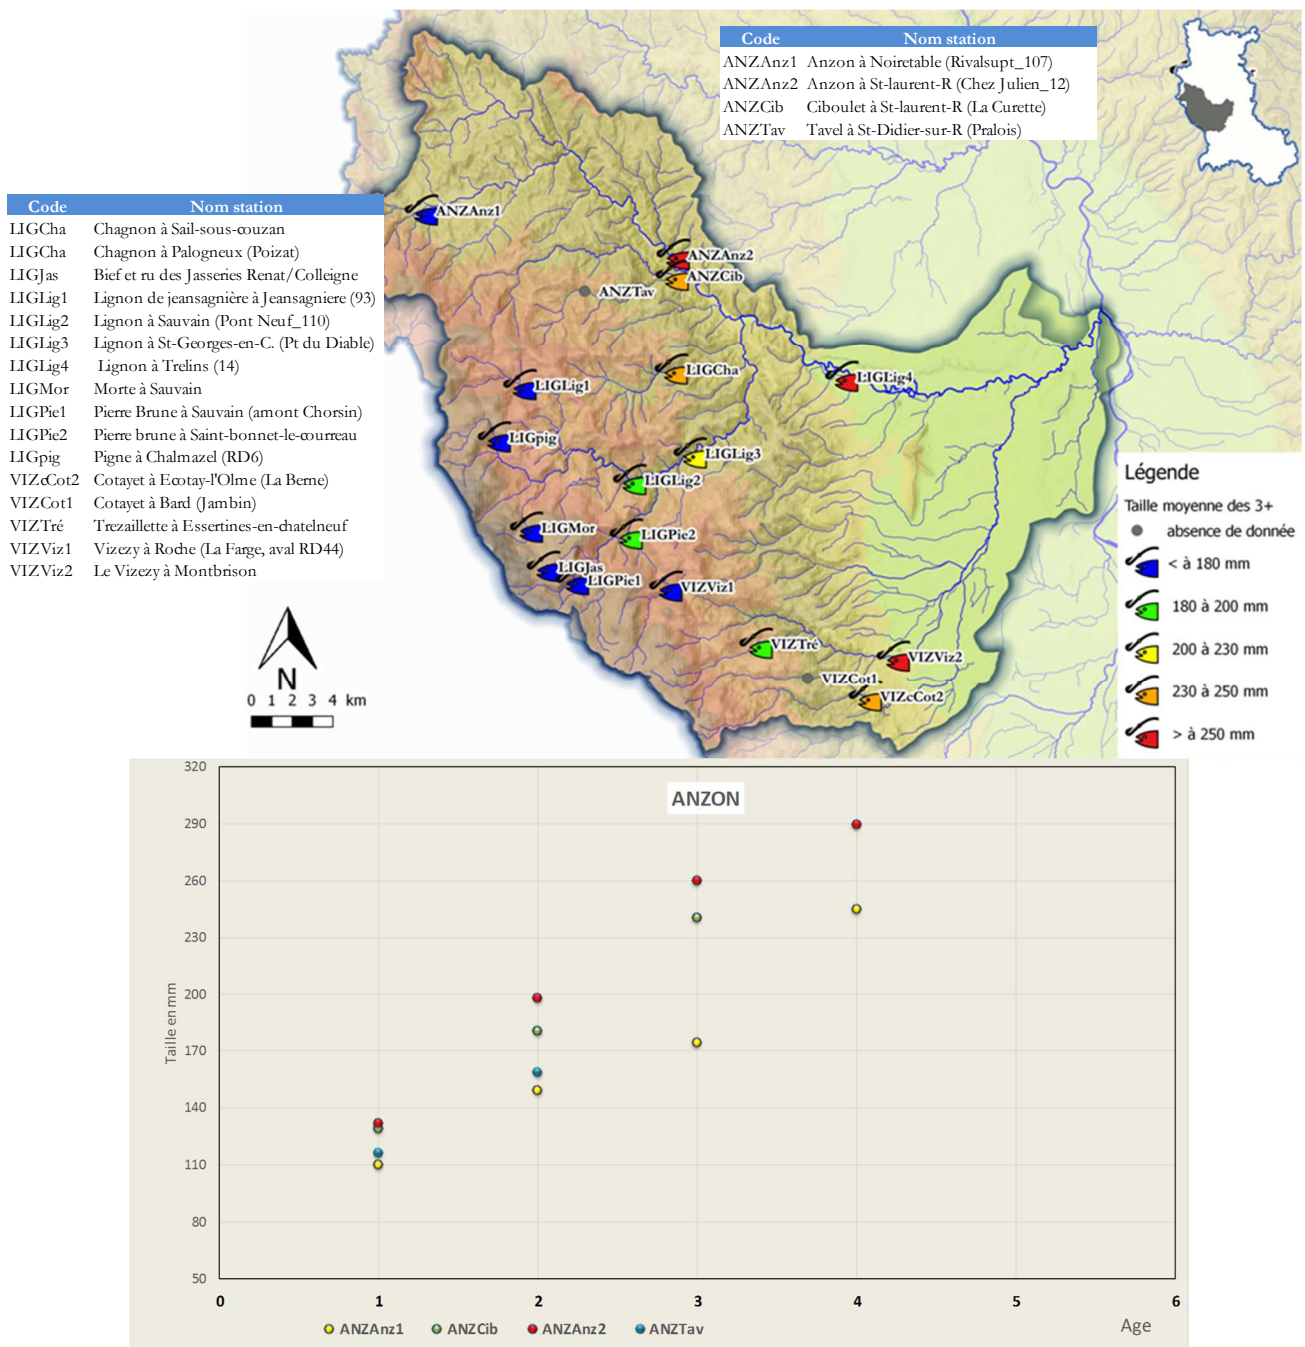 Code Nom station
ANZAnz1 Anzon à Noiretable (Rivalsupt_107)
ANZAnz2 Anzon à St-laurent-R (Chez Julien_12)
ANZCib Ciboulet à St-laurent-R (La Curette)
ANZTav Tavel à St-Didier-sur-R (Pralois)
Code Nom station
LIGCha Chagnon à Sail-sous-couzan
LIGCha Chagnon à Palogneux (Poizat)
LIGJas Bief et ru des Jasseries Renat/Colleigne
LIGLig1 Lignon de jeansagnière à Jeansagniere (93)
LIGLig2 Lignon à Sauvain (Pont Neuf_110)
LIGLig3 Lignon à St-Georges-en-C. (Pt du Diable)
LIGLig4 Lignon à Trelins (14)
LIGMor Morte à Sauvain
LIGPie1 Pierre Brune à Sauvain (amont Chorsin)
LIGPie2 Pierre brune à Saint-bonnet-le-courreau
LIGpig Pigne à Chalmazel (RD6)
VIZcCot2 Cotayet à Ecotay-l'Olme (La Berne)
VIZCot1 Cotayet à Bard (Jambin)
VIZTré Trezaillette à Essertines-en-chatelneuf
VIZViz1 Vizezy à Roche (La Farge, aval RD44)
VIZViz2 Le Vizezy à Montbrison
ANZAnz1
ANZAnz2
ANZCib
ANZTav
LIGCha
LIGLig4
LIGLig1
LIGpig
LIGLig3
LIGLig2
LIGMor
LIGPie2
LIGJas
LIGPie1
VIZViz1
VIZTré
VIZViz2
VIZCot1
VIZcCot2
N
0 1 2 3 4 km
Légende
Taille moyenne des 3+
absence de donnée
< à 180 mm
180 à 200 mm
200 à 230 mm
230 à 250 mm
> à 250 mm
ANZON
Taille en mm
320
290
260
230
200
170
140
110
80
50
0 1 2 3 4 5 6
Age
ANZAnz1 ANZCib ANZAnz2 ANZTav